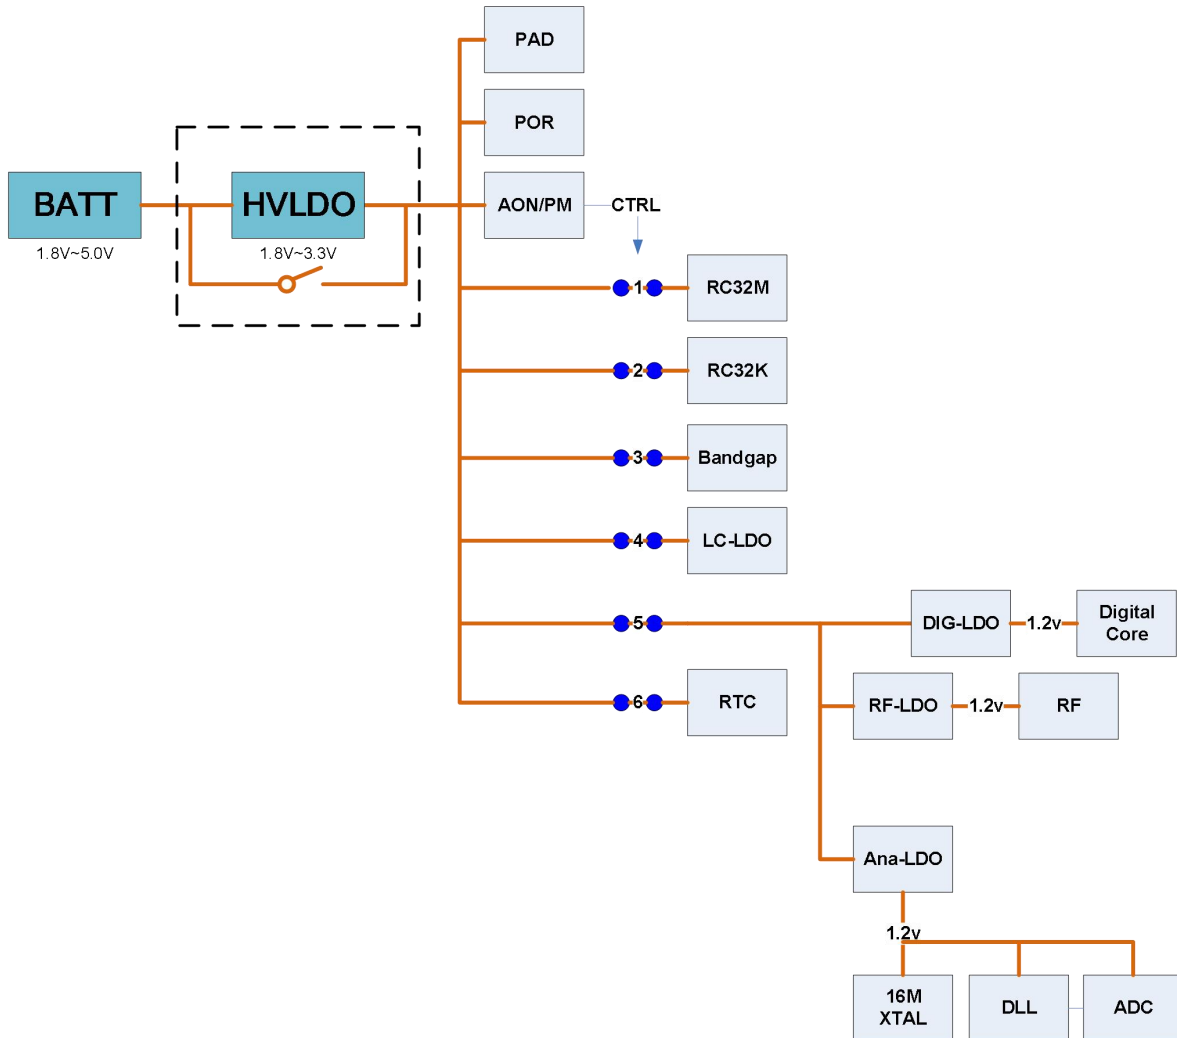 PAD
POR
BATT
HVLDO
AON/PM
CTRL
1.8V~5.0V
1.8V~3.3V
1
RC32M
2
RC32K
3
Bandgap
4
LC-LDO
5
DIG-LDO
1.2v
Digital
Core
6
RTC
RF-LDO
1.2v
RF
Ana-LDO
1.2v
16M
XTAL
DLL
ADC